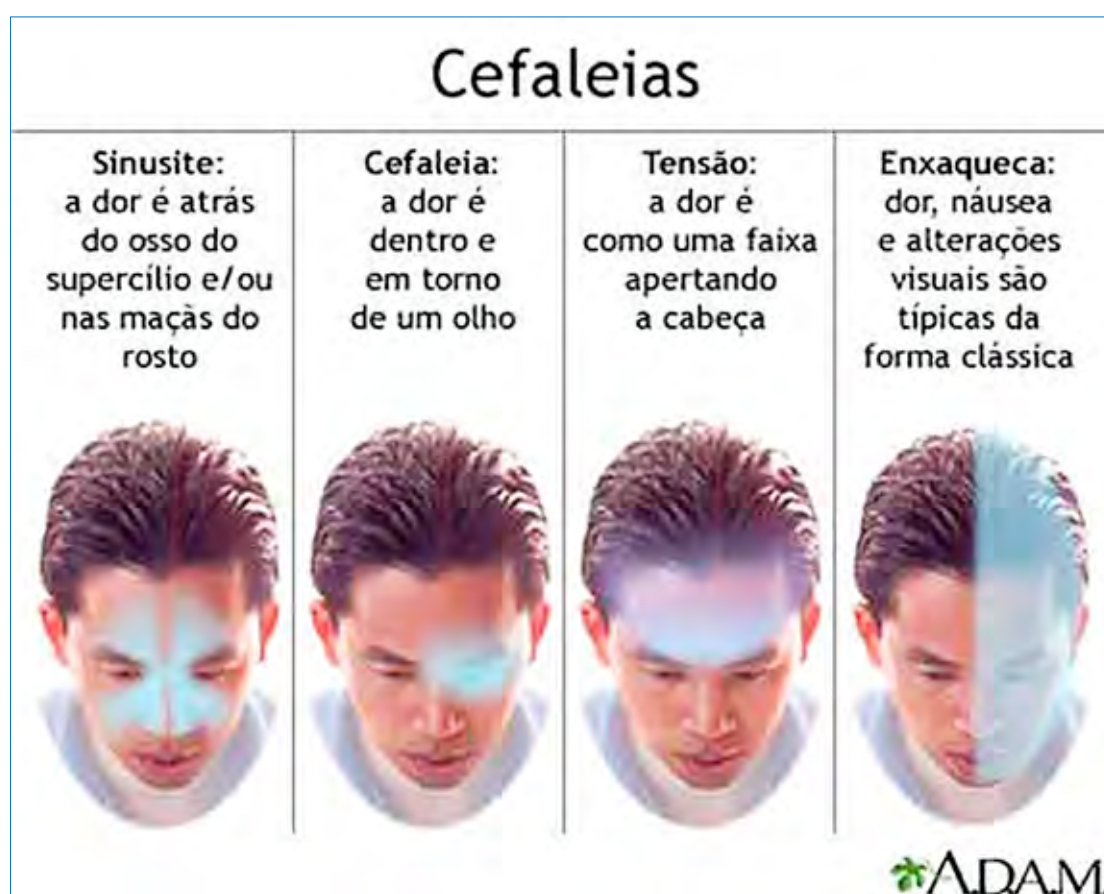 Cefaleias
Sinusite:
a dor é atrás
do osso do
supercílio e/ou
nas maçãs do
rosto
Cefaleia:
a dor é
dentro e
em torno
de um olho
Tensão:
a dor é
como uma faixa
apertando
a cabeça
Enxaqueca:
dor, náusea
e alterações
visuais são
típicas da
forma clássica
A.D.A.M